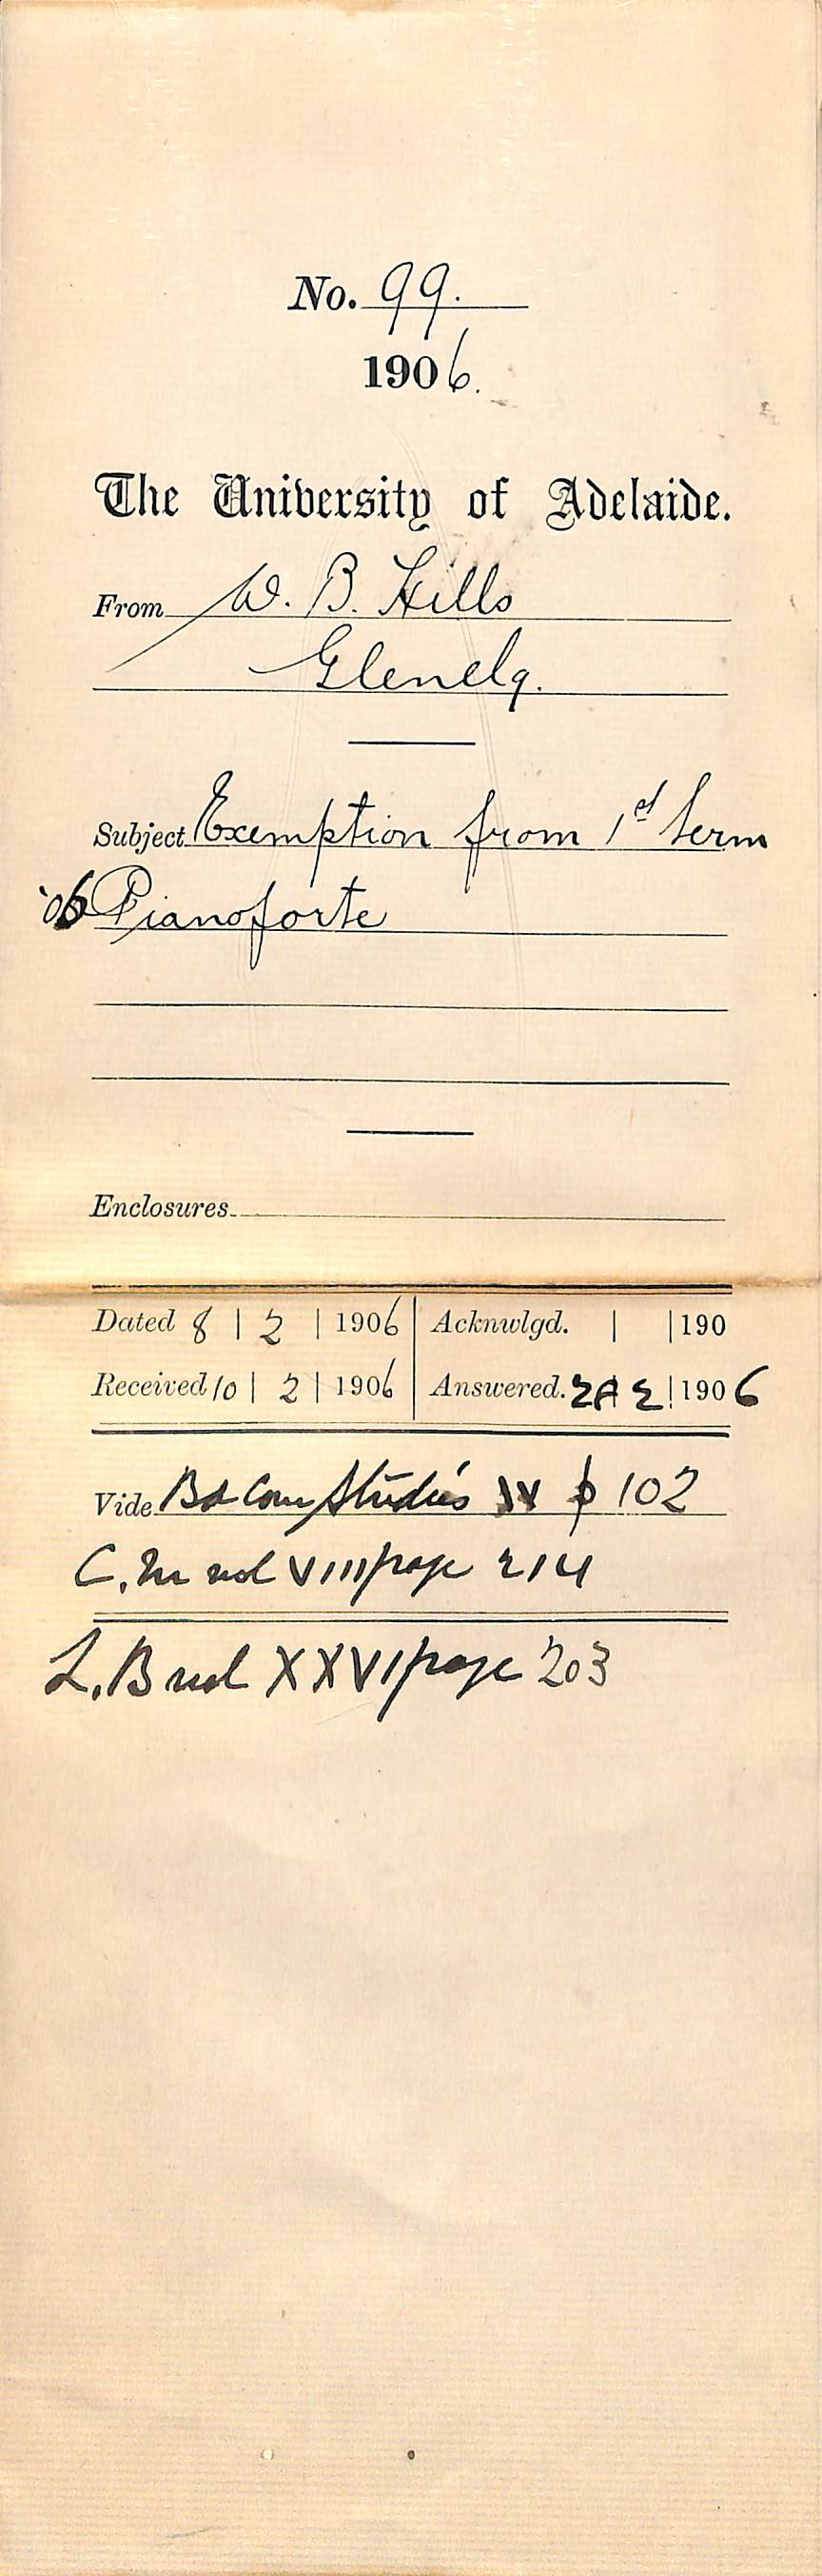 No. 99.
1906.
The University of Adelaide.
From W. B. Hills
Glenelg.
Subject Exemption from 1st term
'06 Pianoforte
Enclosures
Dated 8 | 2 | 1906 Acknwlgd. | | 190
Received 10 | 2 | 1906 Answered. 2 | 1906
Vide Bd Com Studies p 102
C. M vol VIII page 214
L. B vol XXVI page 203